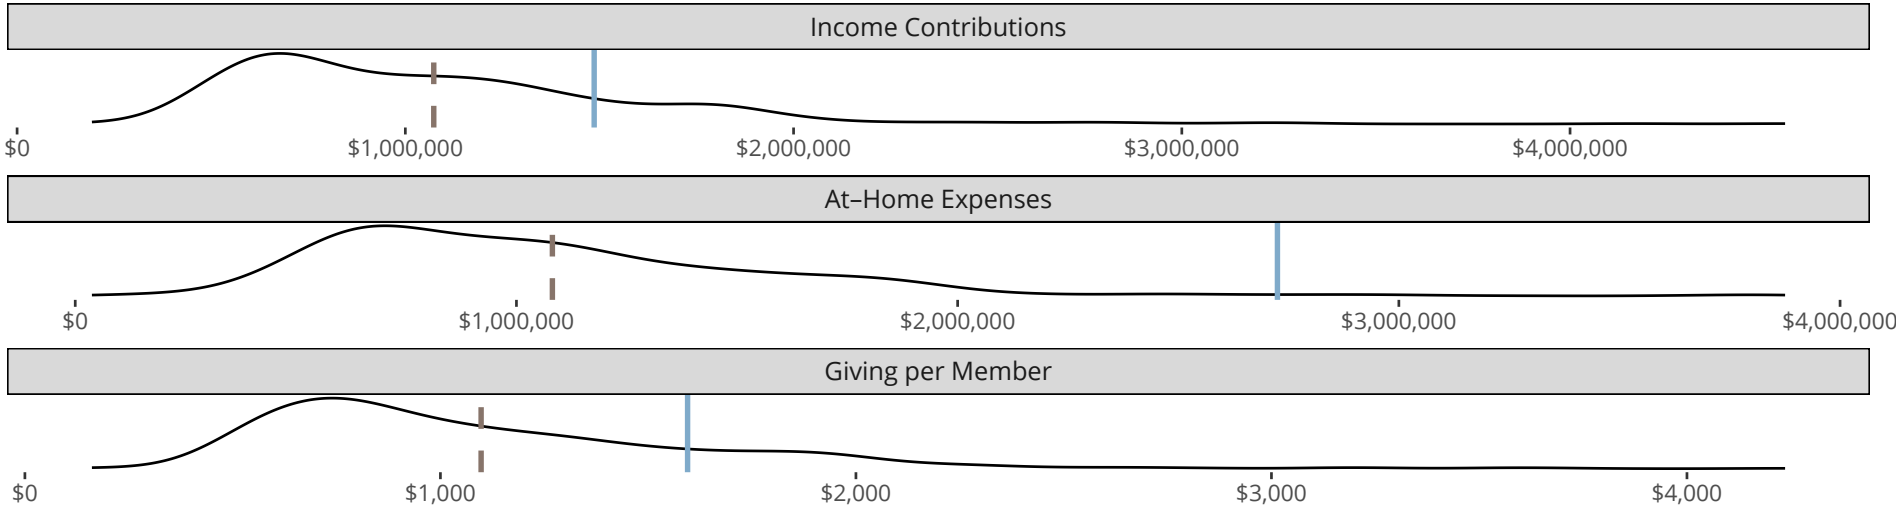 Income Contributions
$0 $1,000,000 $2,000,000 $3,000,000 $4,000,000
At–Home Expenses
$0 $1,000,000 $2,000,000 $3,000,000 $4,000,000
Giving per Member
$0 $1,000 $2,000 $3,000 $4,000